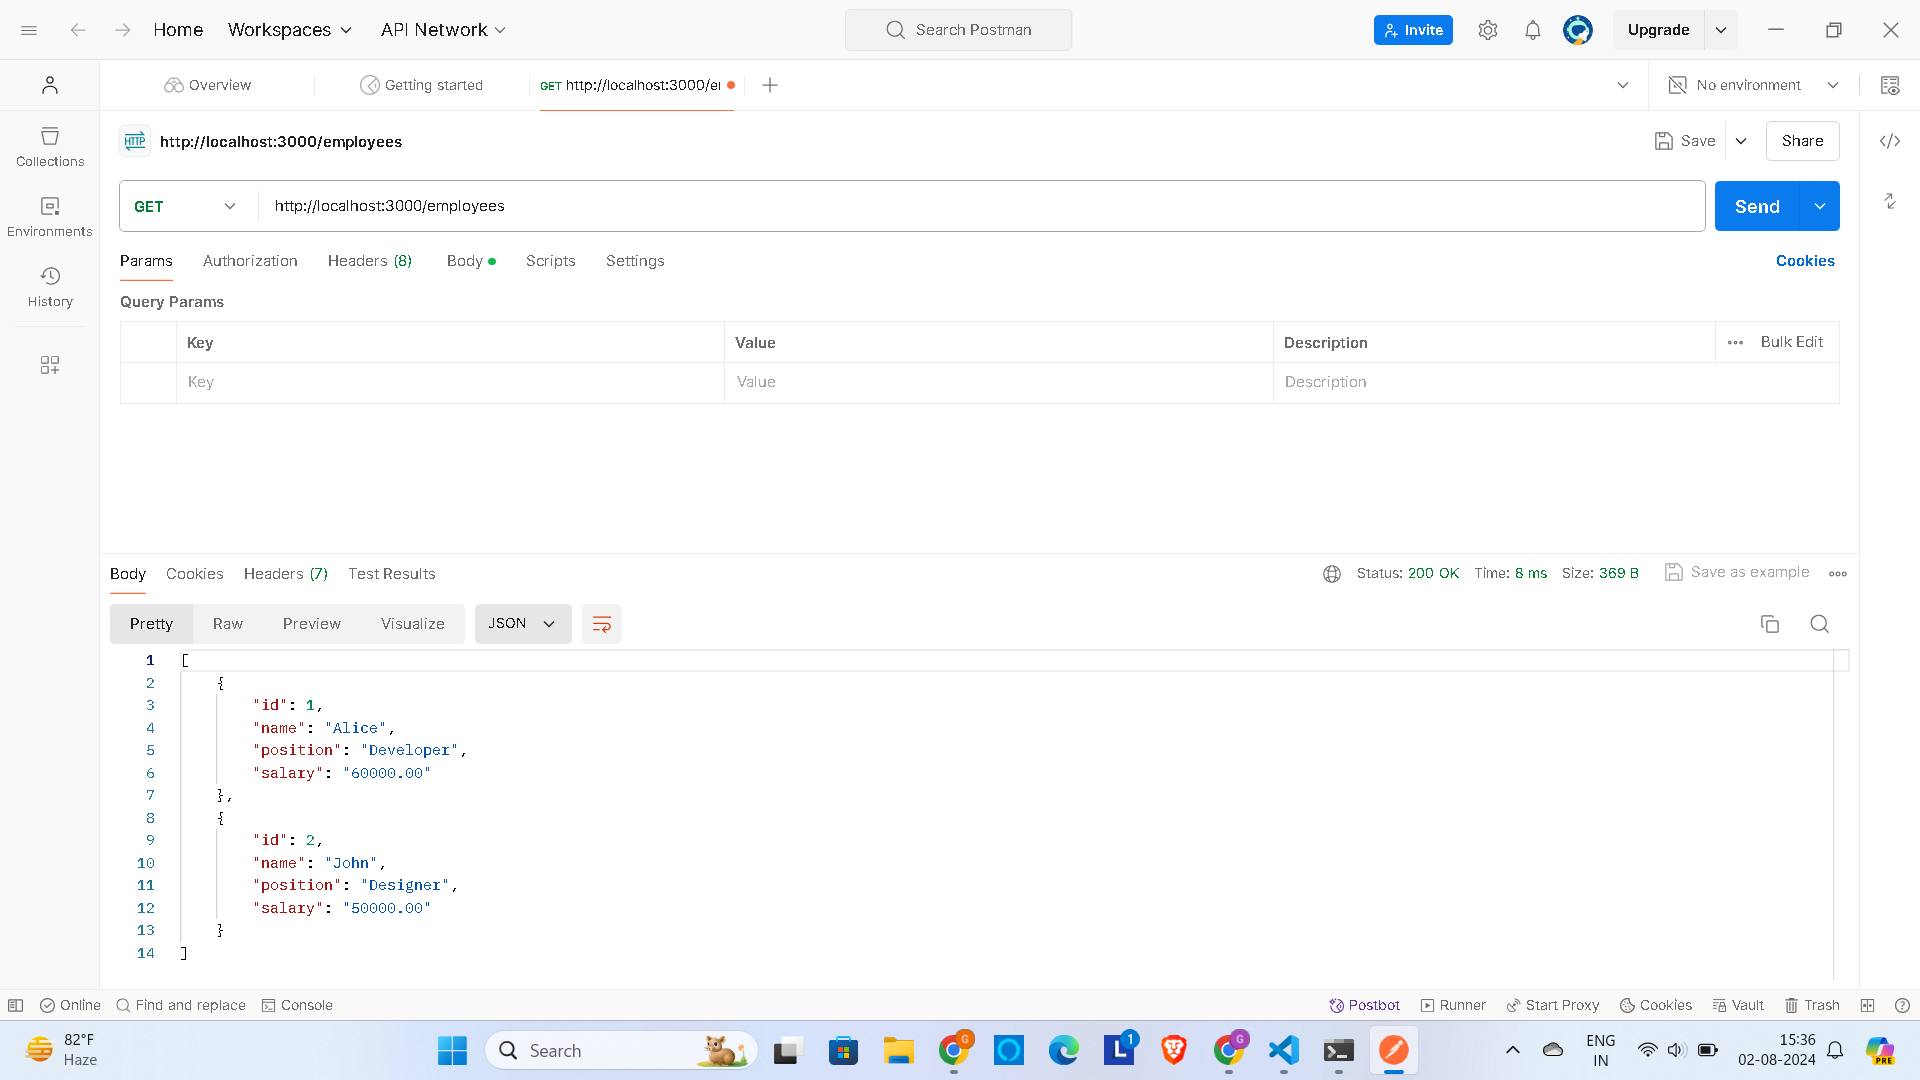 Home Workspaces API Network Search Postman Invite Upgrade
Overview Getting started GET http://localhost:3000/e No environment
HTTP http://localhost:3000/employees Save Share
Collections
Environments
History
GET http://localhost:3000/employees Send
Params Authorization Headers (8) Body Scripts Settings Cookies
Query Params
Key Value Description Bulk Edit
Key Value Description
Body Cookies Headers (7) Test Results Status: 200 OK Time: 8 ms Size: 369 B Save as example
Pretty Raw Preview Visualize JSON
1 [
2 {
3 "id": 1,
4 "name": "Alice",
5 "position": "Developer",
6 "salary": "60000.00"
7 },
8 {
9 "id": 2,
10 "name": "John",
11 "position": "Designer",
12 "salary": "50000.00"
13 }
14 ]
Online Find and replace Console Postbot Runner Start Proxy Cookies Vault Trash
82°F
Haze
Search
G
L 1
G
ENG
IN
15:36
02-08-2024
PRE